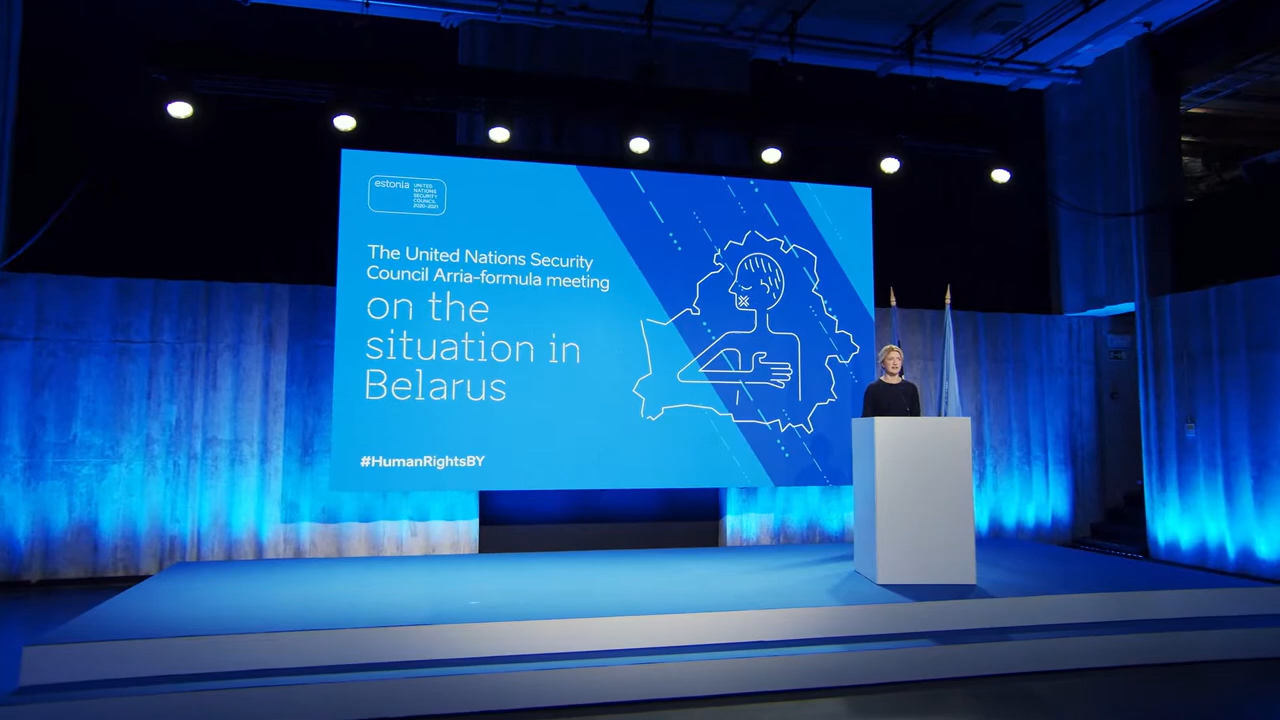 estonia
UNITED
NATIONS
SECURITY
COUNCIL
2020-2021
The United Nations Security
Council Arria-formula meeting
on the
situation in
Belarus
#HumanRightsBY